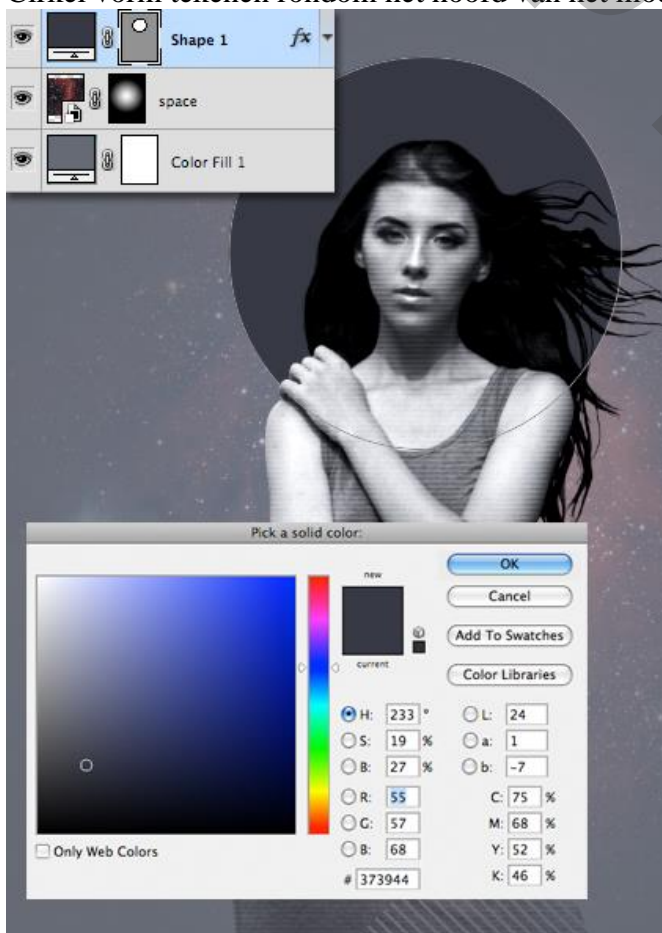 Shape 1 fx
space
Color Fill 1
Pick a solid color:
new
current
OK
Cancel
Add To Swatches
Color Libraries
H: 233 °
S: 19 %
B: 27 %
R: 55
G: 57
B: 68
# 373944
L: 24
a: 1
b: -7
C: 75 %
M: 68 %
Y: 52 %
K: 46 %
Only Web Colors